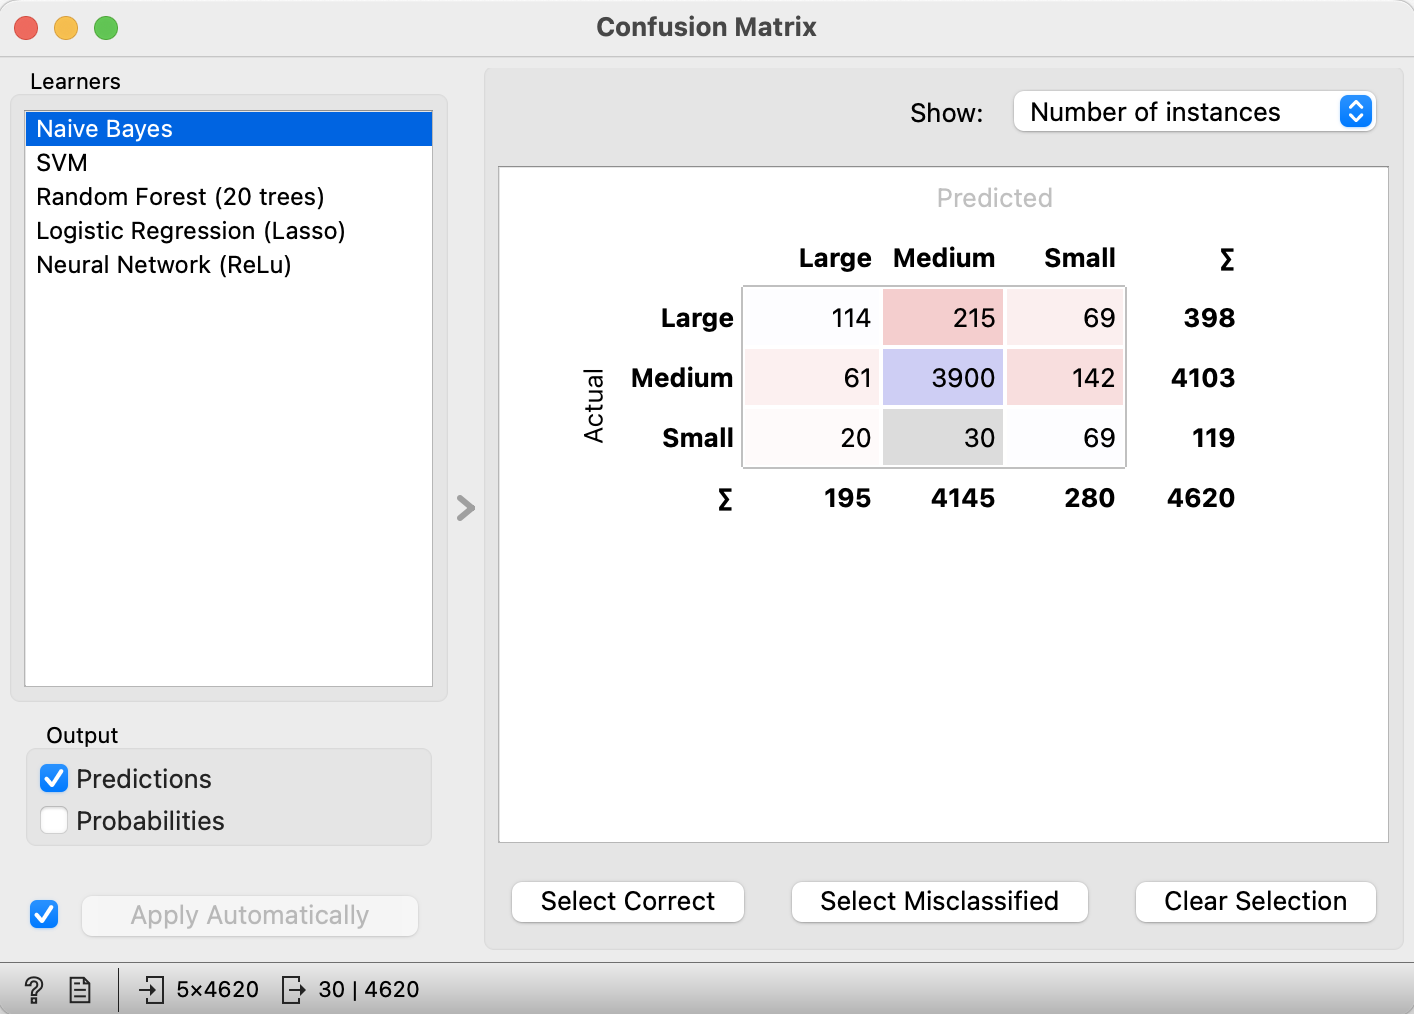 Confusion Matrix
Learners
Naive Bayes
SVM
Random Forest (20 trees)
Logistic Regression (Lasso)
Neural Network (ReLu)
Output
Predictions
Probabilities
Apply Automatically
Show: Number of instances
Predicted
Large Medium Small Σ
Large 114 215 69 398
Actual
Medium 61 3900 142 4103
Small 20 30 69 119
Σ 195 4145 280 4620
Select Correct Select Misclassified Clear Selection
? 5×4620 30 | 4620